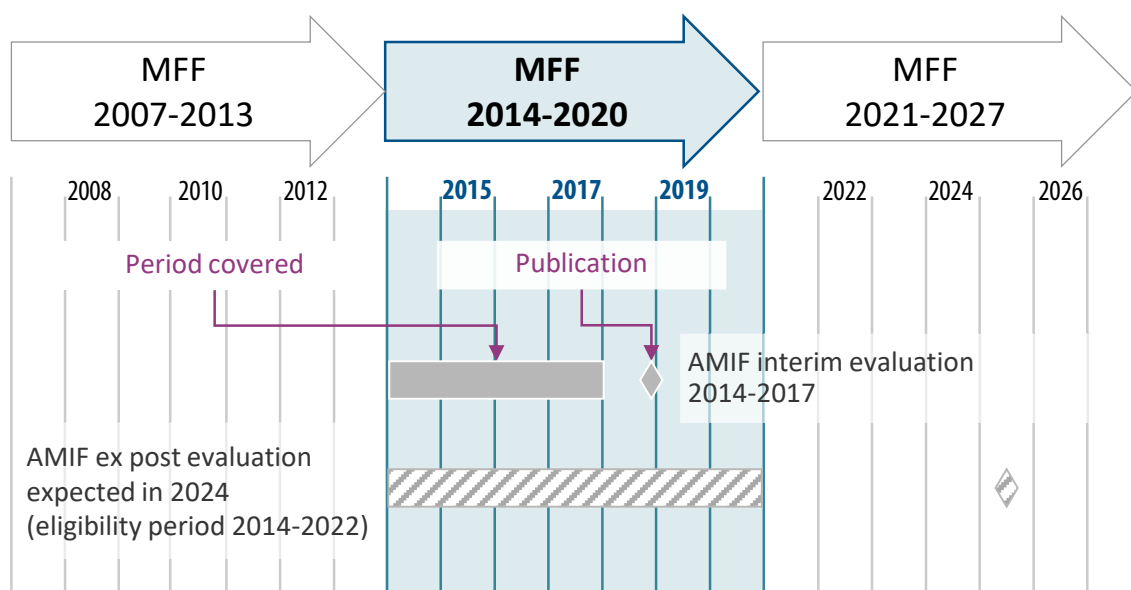 MFF
2007-2013
MFF
2014-2020
MFF
2021-2027
2008 2010 2012 2015 2017 2019 2022 2024 2026
Period covered
Publication
AMIF interim evaluation
2014-2017
AMIF ex post evaluation
expected in 2024
(eligibility period 2014-2022)